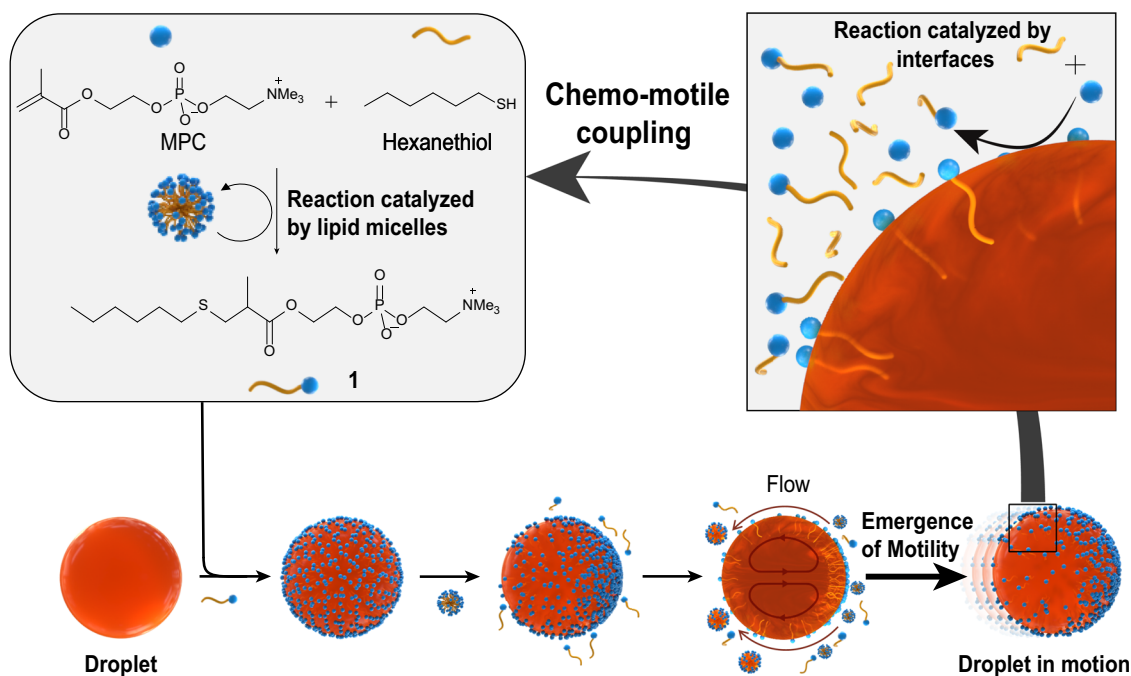 O
O
P
O
O⁻
O
+
NMe₃
O
MPC
+
SH
Hexanethiol
Reaction catalyzed
by lipid micelles
S
O
O
O
P
O
O⁻
O
+
NMe₃
1
Chemo-motile
coupling
Reaction catalyzed by
interfaces
+
Flow
Emergence
of Motility
Droplet
Droplet in motion